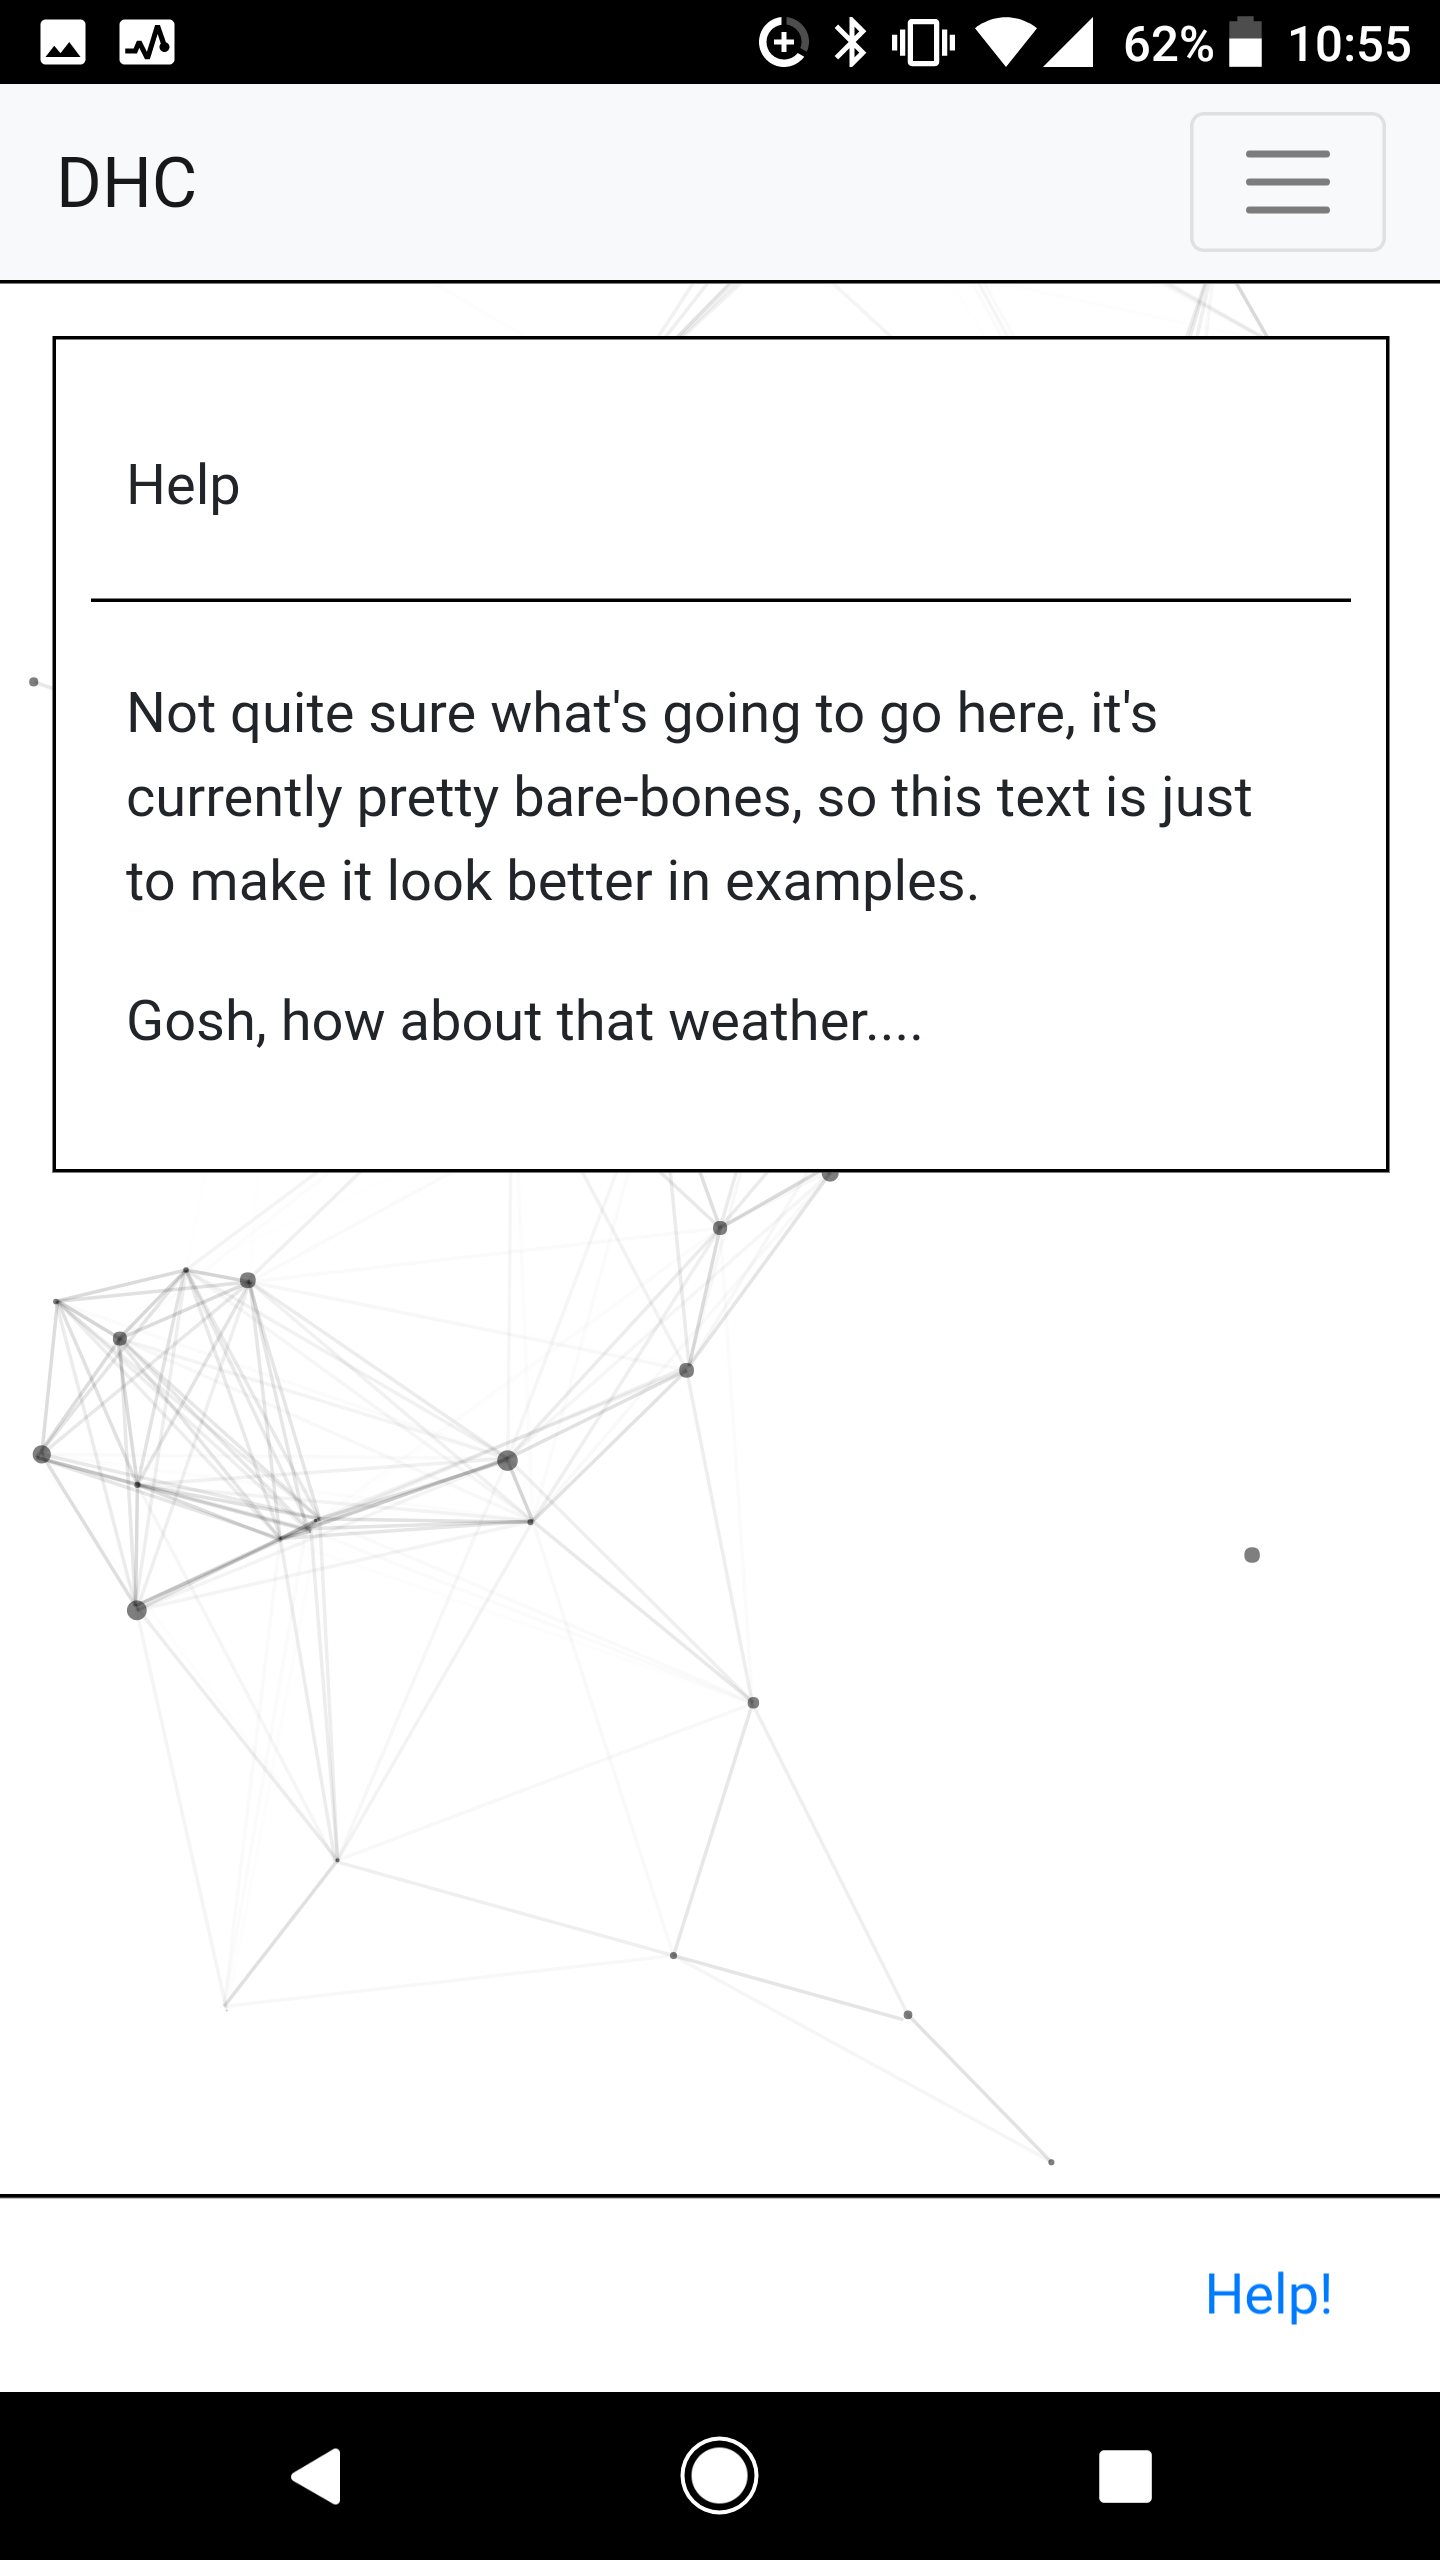 62% 10:55
DHC
Help
Not quite sure what's going to go here, it's
currently pretty bare-bones, so this text is just
to make it look better in examples.
Gosh, how about that weather....
Help!